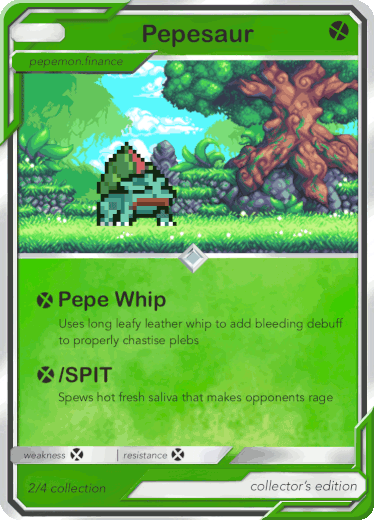 Pepesaur
pepemon.finance
Pepe Whip
Uses long leafy leather whip to add bleeding debuff
to properly chastise plebs
/SPIT
Spews hot fresh saliva that makes opponents rage
weakness | resistance
2/4 collection
collector's edition